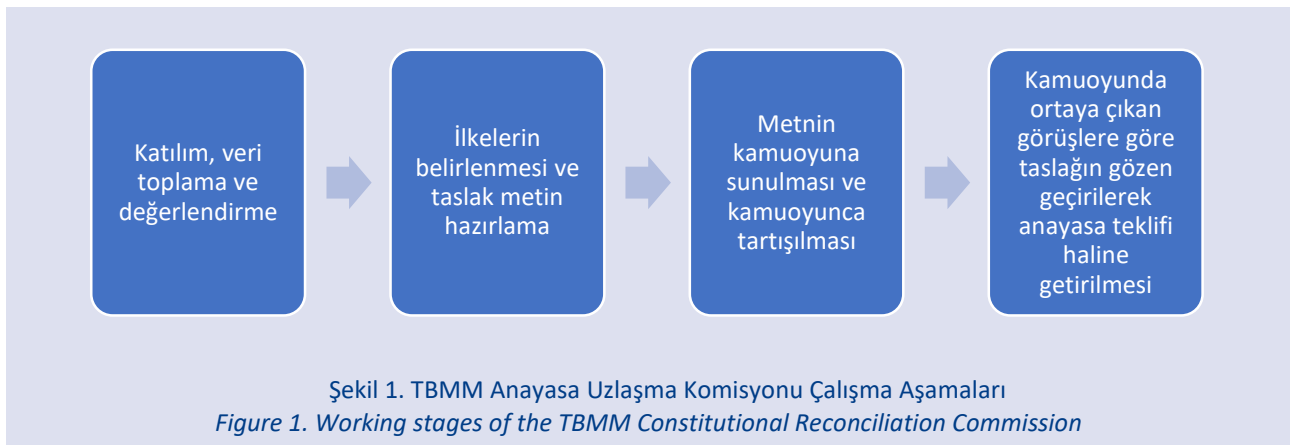 Katılım, veri
toplama ve
değerlendirme
İlkelerin
belirlenmesi ve
taslak metin
hazırlama
Metnin
kamuoyuna
sunulması ve
kamuoyunca
tartışılması
Kamuoyunda
ortaya çıkan
görüşlere göre
taslağın gözen
geçirilerek
anayasa teklifi
haline
getirilmesi
Şekil 1. TBMM Anayasa Uzlaşma Komisyonu Çalışma Aşamaları
Figure 1. Working stages of the TBMM Constitutional Reconciliation Commission